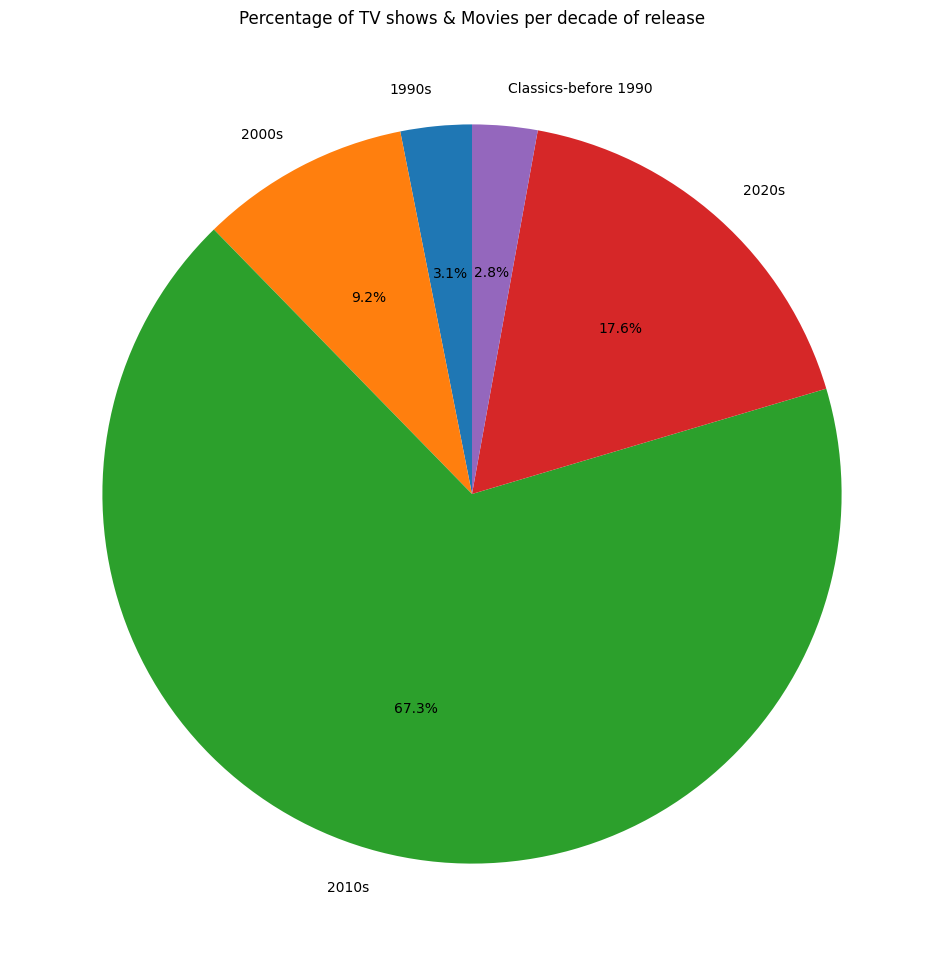 Percentage of TV shows & Movies per decade of release
1990s
Classics-before 1990
2000s
2020s
3.1%
2.8%
9.2%
17.6%
67.3%
2010s